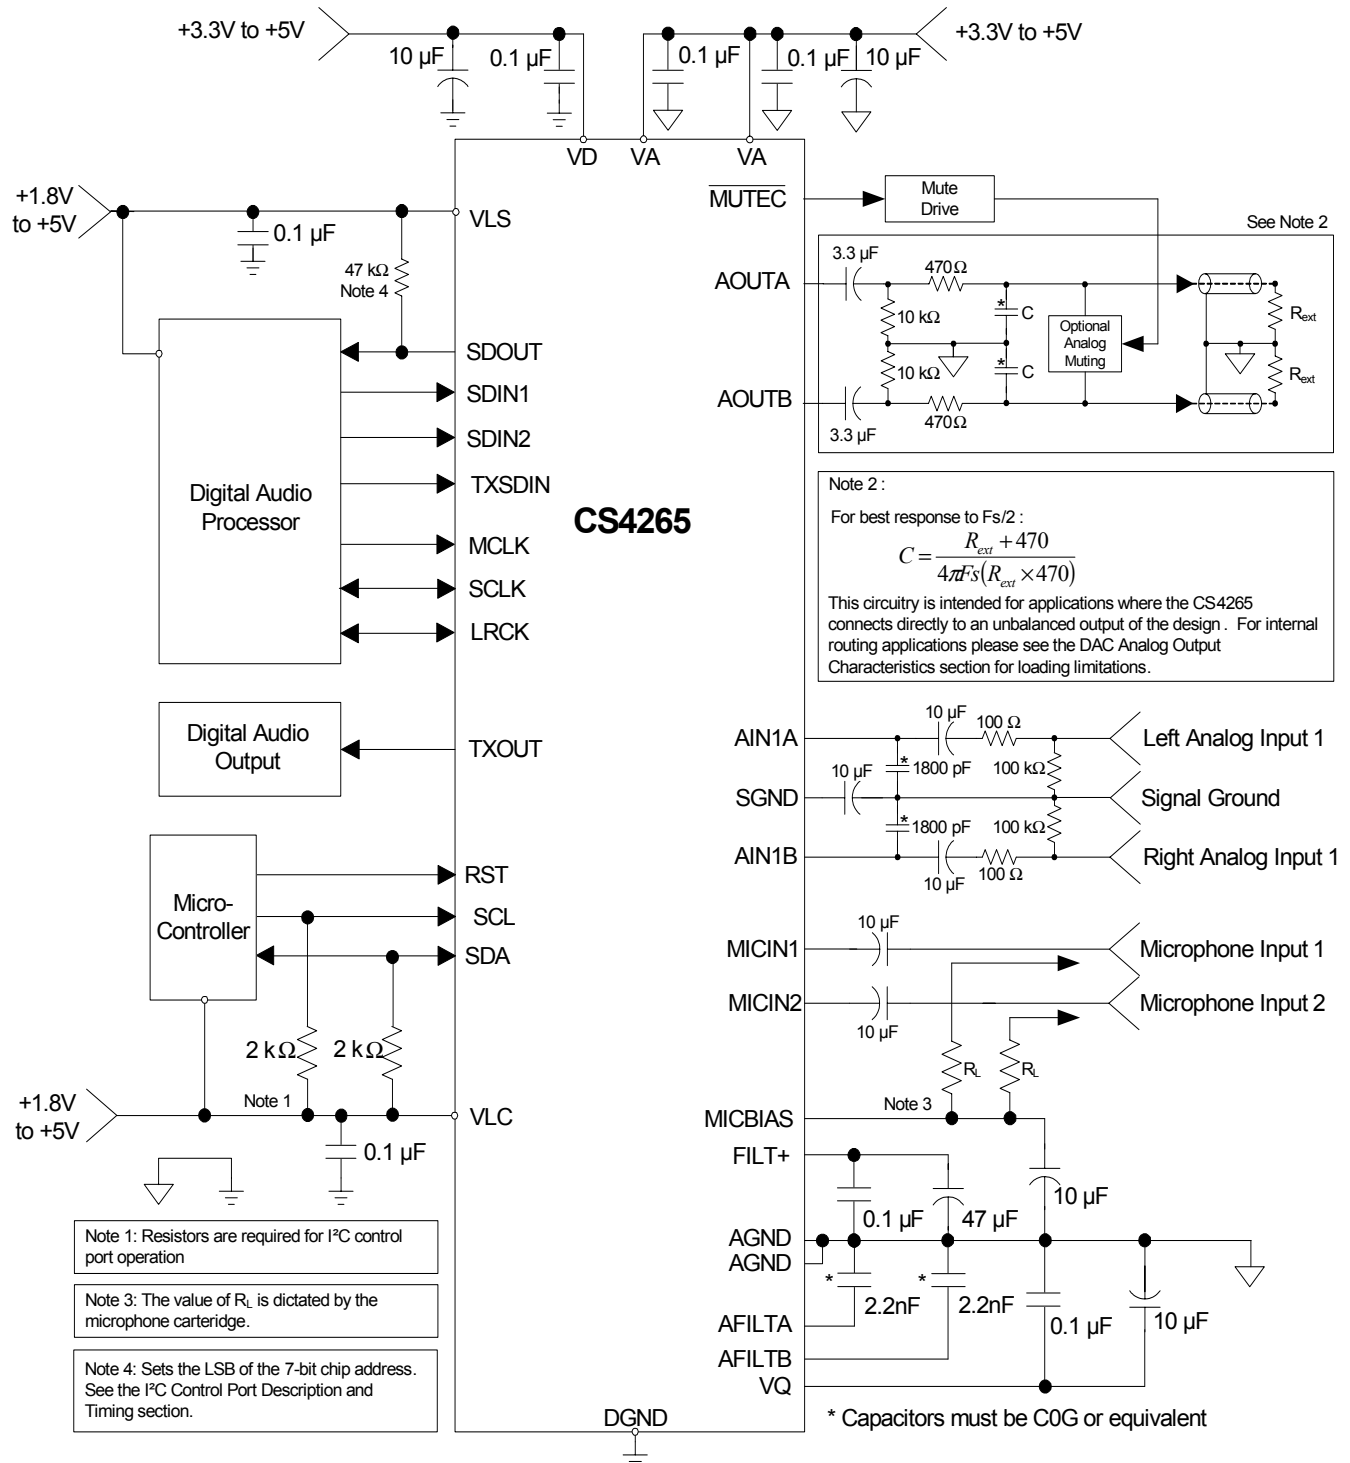 +3.3V to +5V
10 µF
0.1 µF
0.1 µF
0.1 µF
10 µF
+3.3V to +5V
VD
VA
VA
+1.8V
to +5V
0.1 µF
47 kΩ
Note 4
VLS
SDOUT
SDIN1
SDIN2
TXSDIN
MCLK
SCLK
LRCK
Digital Audio
Processor
CS4265
Digital Audio
Output
TXOUT
Micro-
Controller
RST
SCL
SDA
2 kΩ
2 kΩ
+1.8V
to +5V
Note 1
VLC
0.1 µF
Note 1: Resistors are required for I²C control
port operation
Note 3: The value of RL is dictated by the
microphone carteridge.
Note 4: Sets the LSB of the 7-bit chip address.
See the I²C Control Port Description and
Timing section.
DGND
MUTEC
Mute
Drive
See Note 2
AOUTA
3.3 µF
470Ω
10 kΩ
* C
Optional
Analog
Muting
Rext
10 kΩ
* C
Rext
AOUTB
3.3 µF
470Ω
Note 2 :
For best response to Fs/2 :
C = (Rext + 470) / (4πFs(Rext × 470))
This circuitry is intended for applications where the CS4265
connects directly to an unbalanced output of the design . For internal
routing applications please see the DAC Analog Output
Characteristics section for loading limitations.
AIN1A
10 µF
100 Ω
Left Analog Input 1
* 1800 pF
100 kΩ
10 µF
SGND
Signal Ground
* 1800 pF
100 kΩ
AIN1B
10 µF
100 Ω
Right Analog Input 1
10 µF
MICIN1
Microphone Input 1
MICIN2
10 µF
Microphone Input 2
RL
RL
MICBIAS
Note 3
FILT+
0.1 µF
47 µF
10 µF
AGND
AGND
* 2.2nF
* 2.2nF
0.1 µF
10 µF
AFILTA
AFILTB
VQ
* Capacitors must be C0G or equivalent